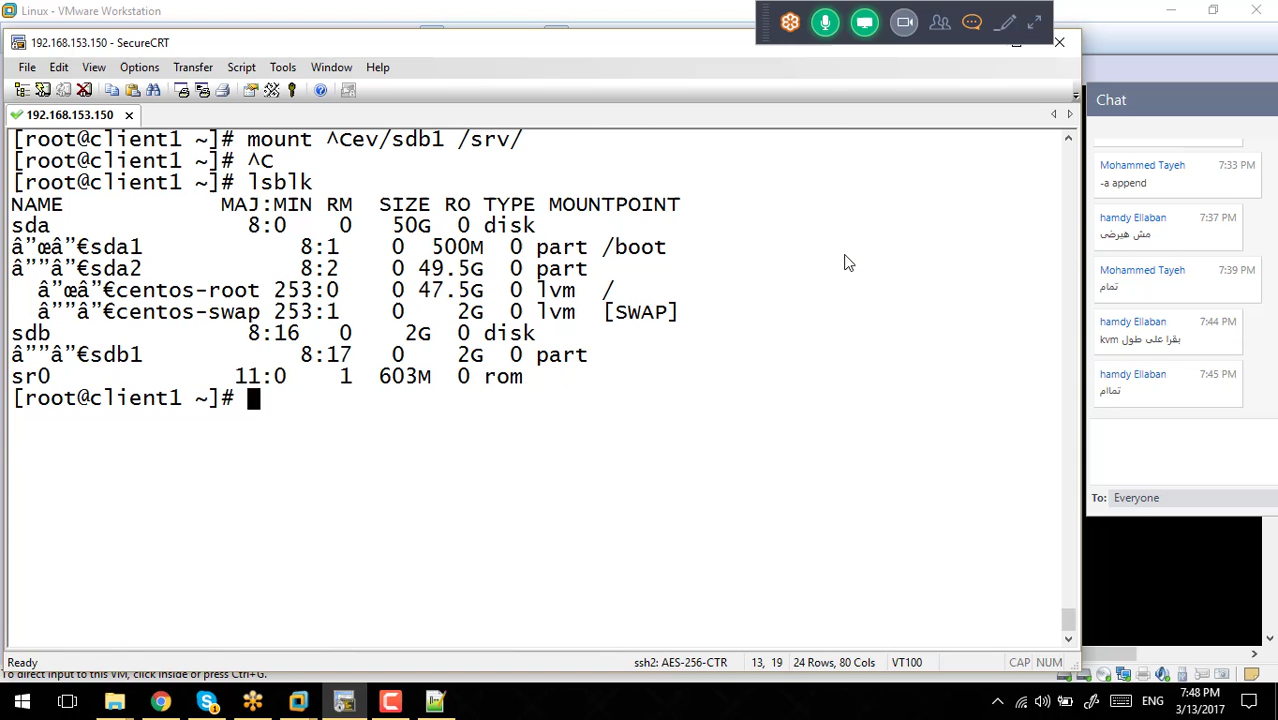 Linux - VMware Workstation
192.168.153.150 - SecureCRT
File Edit View Options Transfer Script Tools Window Help
192.168.153.150
[root@client1 ~]# mount ^Cev/sdb1 /srv/
[root@client1 ~]# ^C
[root@client1 ~]# lsblk
NAME MAJ:MIN RM SIZE RO TYPE MOUNTPOINT
sda 8:0 0 50G 0 disk
â”œâ”€sda1 8:1 0 500M 0 part /boot
â””â”€sda2 8:2 0 49.5G 0 part
â”œâ”€centos-root 253:0 0 47.5G 0 lvm /
â””â”€centos-swap 253:1 0 2G 0 lvm [SWAP]
sdb 8:16 0 2G 0 disk
â””â”€sdb1 8:17 0 2G 0 part
sr0 11:0 1 603M 0 rom
[root@client1 ~]#
Chat
Mohammed Tayeh 7:33 PM
-a append
hamdy Ellaban 7:37 PM
مش هيرضى
Mohammed Tayeh 7:39 PM
تمام
hamdy Ellaban 7:44 PM
بقرا على طول kvm
hamdy Ellaban 7:45 PM
تماام
To: Everyone
Ready ssh2: AES-256-CTR 13, 19 24 Rows, 80 Cols VT100 CAP NUM
To direct input to this VM, click inside or press Ctrl+G.
ENG
7:48 PM
3/13/2017